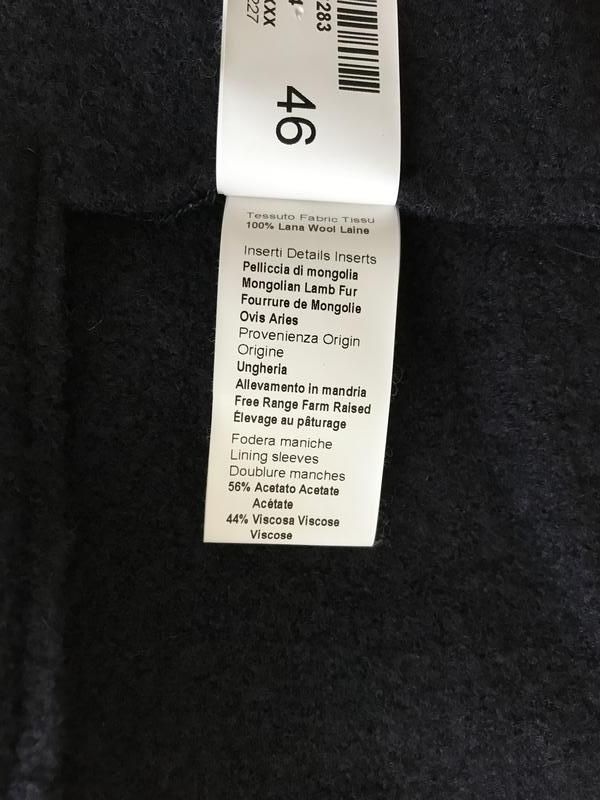 283
XXX
227
46
Tessuto Fabric Tissu
100% Lana Wool Laine
Inserti Details Inserts
Pelliccia di mongolia
Mongolian Lamb Fur
Fourrure de Mongolie
Ovis Aries
Provenienza Origin
Origine
Ungheria
Allevamento in mandria
Free Range Farm Raised
Élevage au pâturage
Fodera maniche
Lining sleeves
Doublure manches
56% Acetato Acetate
Acétate
44% Viscosa Viscose
Viscose